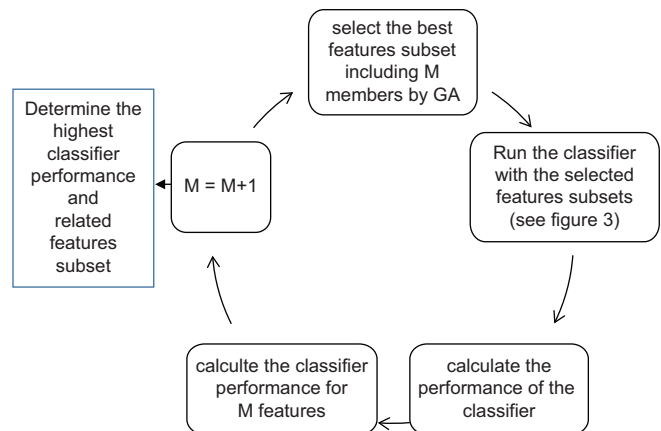 select the best
features subset
including M
members by GA
Run the classifier
with the selected
features subsets
(see figure 3)
calculate the
performance of the
classifier
calculte the classifier
performance for
M features
M = M+1
Determine the
highest
classifier
performance
and
related
features
subset